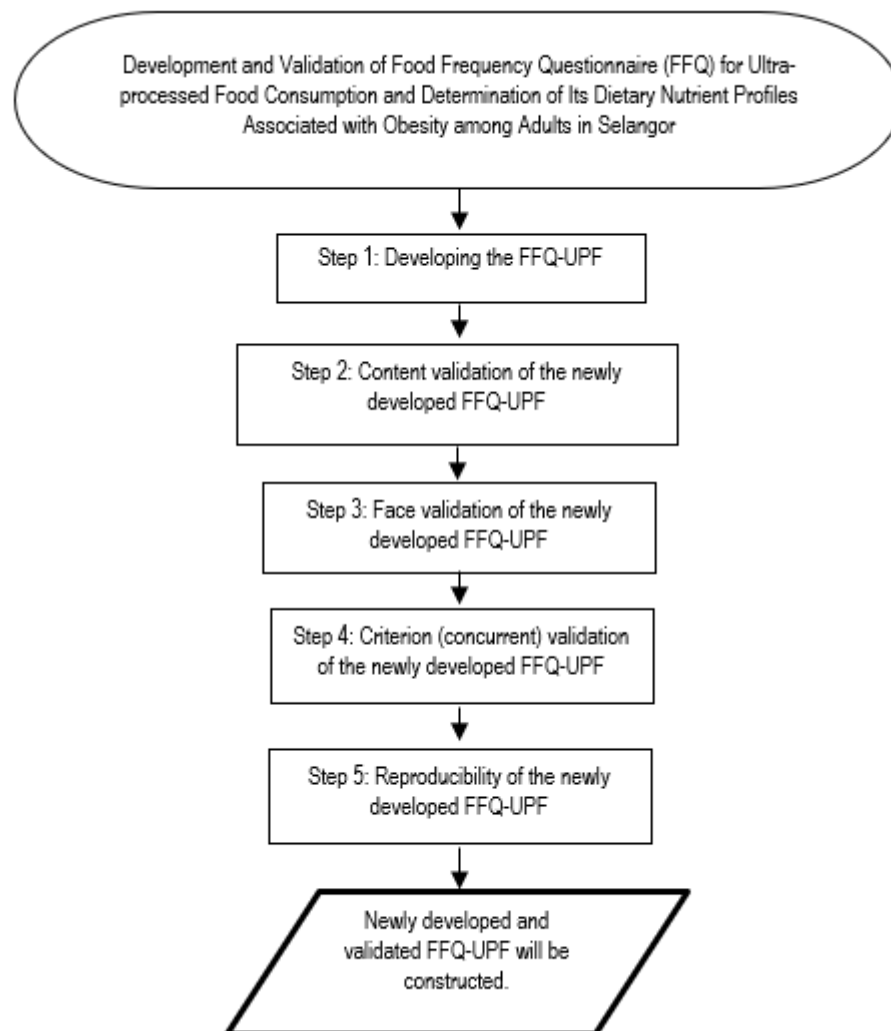 Development and Validation of Food Frequency Questionnaire (FFQ) for Ultra-
processed Food Consumption and Determination of Its Dietary Nutrient Profiles
Associated with Obesity among Adults in Selangor
Step 1: Developing the FFQ-UPF
Step 2: Content validation of the newly
developed FFQ-UPF
Step 3: Face validation of the newly
developed FFQ-UPF
Step 4: Criterion (concurrent) validation
of the newly developed FFQ-UPF
Step 5: Reproducibility of the newly
developed FFQ-UPF
Newly developed and
validated FFQ-UPF will be
constructed.